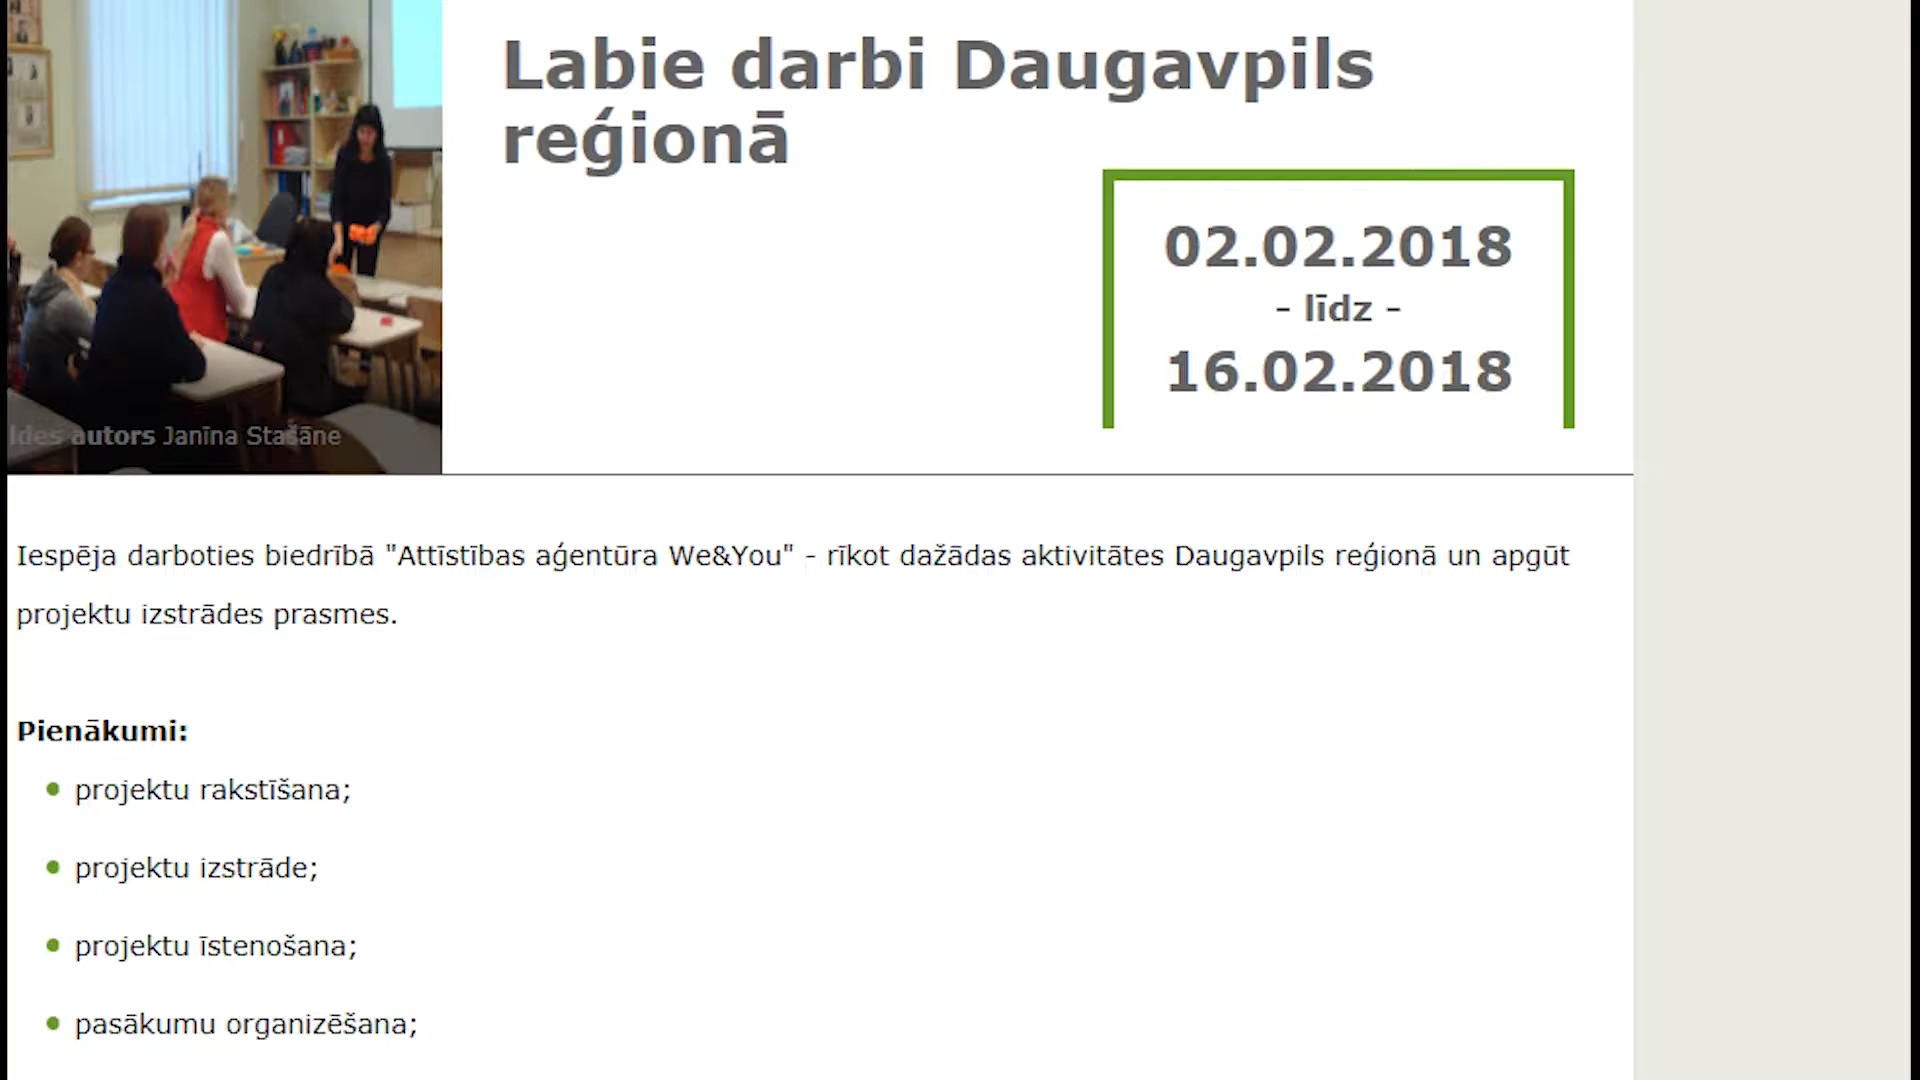 Labie darbi Daugavpils
reģionā
02.02.2018
- līdz -
16.02.2018
ldes autors Janīna Stašāne
Iespēja darboties biedrībā "Attīstības aģentūra We&You" - rīkot dažādas aktivitātes Daugavpils reģionā un apgūt
projektu izstrādes prasmes.
Pienākumi:
projektu rakstīšana;
projektu izstrāde;
projektu īstenošana;
pasākumu organizēšana;